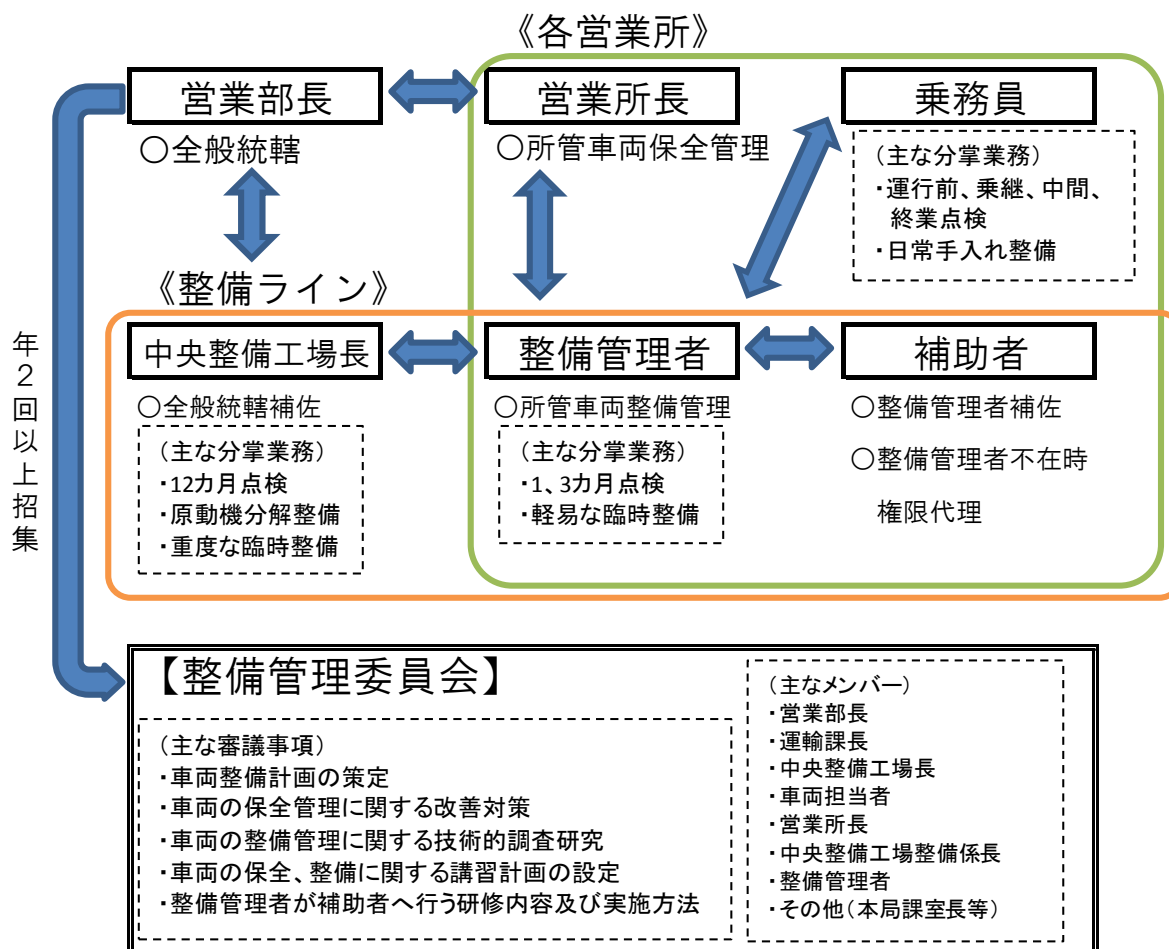 《各営業所》
営業部長
営業所長
乗務員
○全般統轄
○所管車両保全管理
（主な分掌業務）
・運行前、乗継、中間、
終業点検
・日常手入れ整備
《整備ライン》
年2回以上招集
中央整備工場長
整備管理者
補助者
○全般統轄補佐
（主な分掌業務）
・12カ月点検
・原動機分解整備
・重度な臨時整備
○所管車両整備管理
（主な分掌業務）
・1、3カ月点検
・軽易な臨時整備
○整備管理者補佐
○整備管理者不在時
権限代理
【整備管理委員会】
（主な審議事項）
・車両整備計画の策定
・車両の保全管理に関する改善対策
・車両の整備管理に関する技術的調査研究
・車両の保全、整備に関する講習計画の設定
・整備管理者が補助者へ行う研修内容及び実施方法
（主なメンバー）
・営業部長
・運輸課長
・中央整備工場長
・車両担当者
・営業所長
・中央整備工場整備係長
・整備管理者
・その他（本局課室長等）